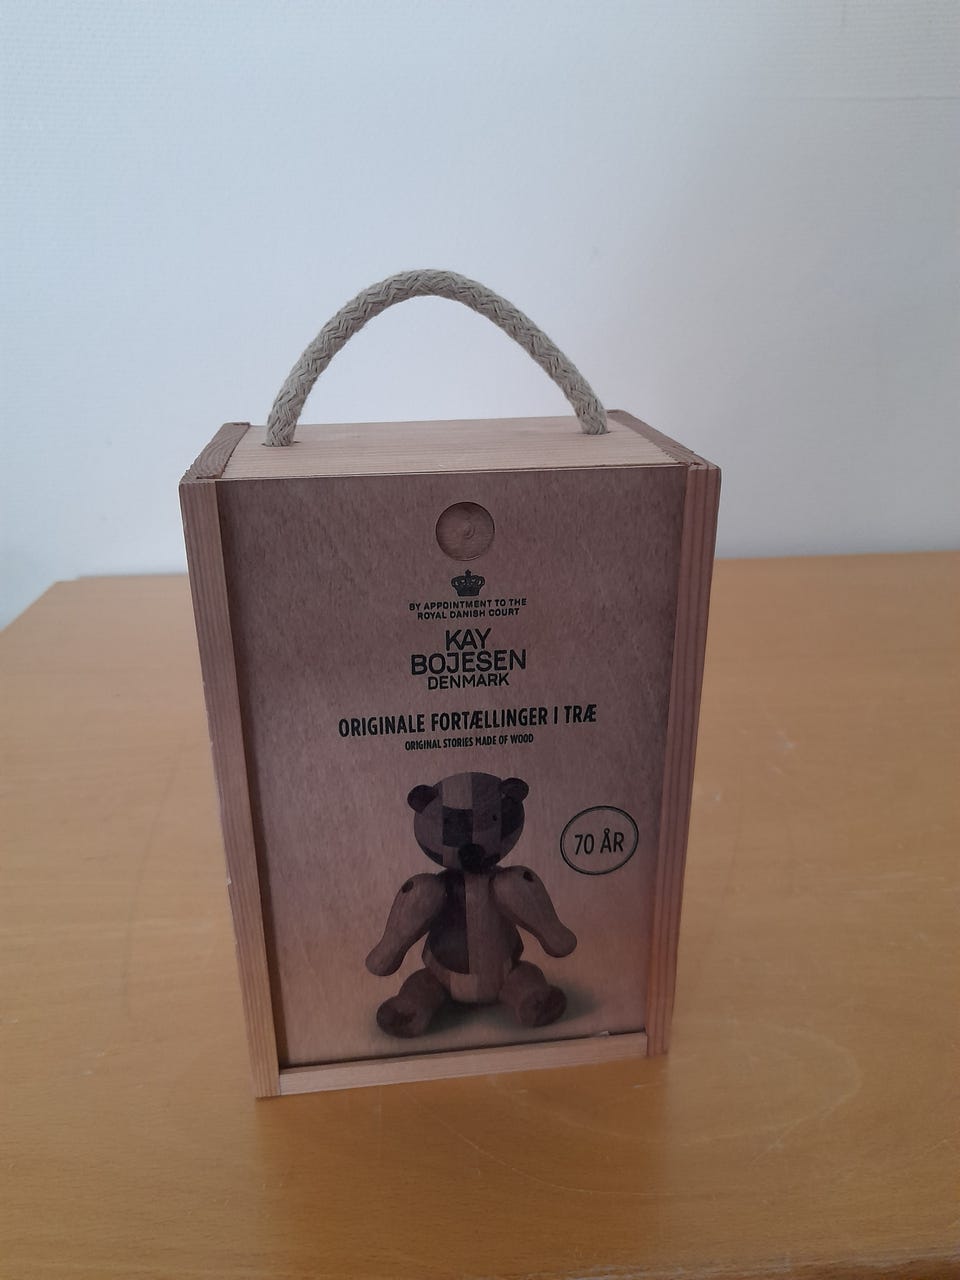 BY APPOINTMENT TO THE
ROYAL DANISH COURT
KAY
BOJESEN
DENMARK
ORIGINALE FORTÆLLINGER I TRÆ
ORIGINAL STORIES MADE OF WOOD
70 ÅR